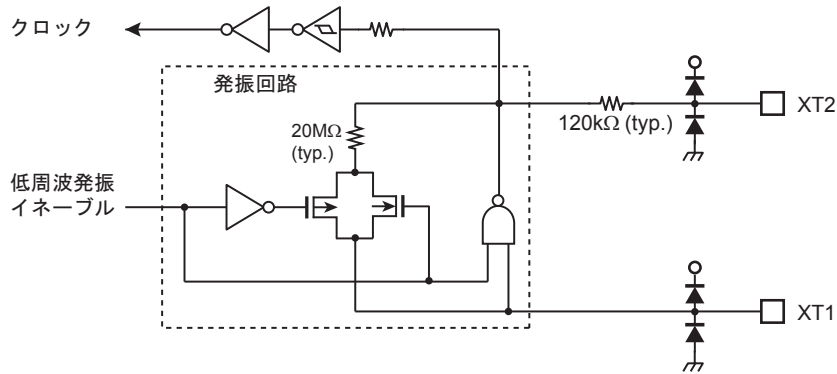 クロック
発振回路
20MΩ
(typ.)
120kΩ (typ.)
XT2
低周波発振
イネーブル
XT1